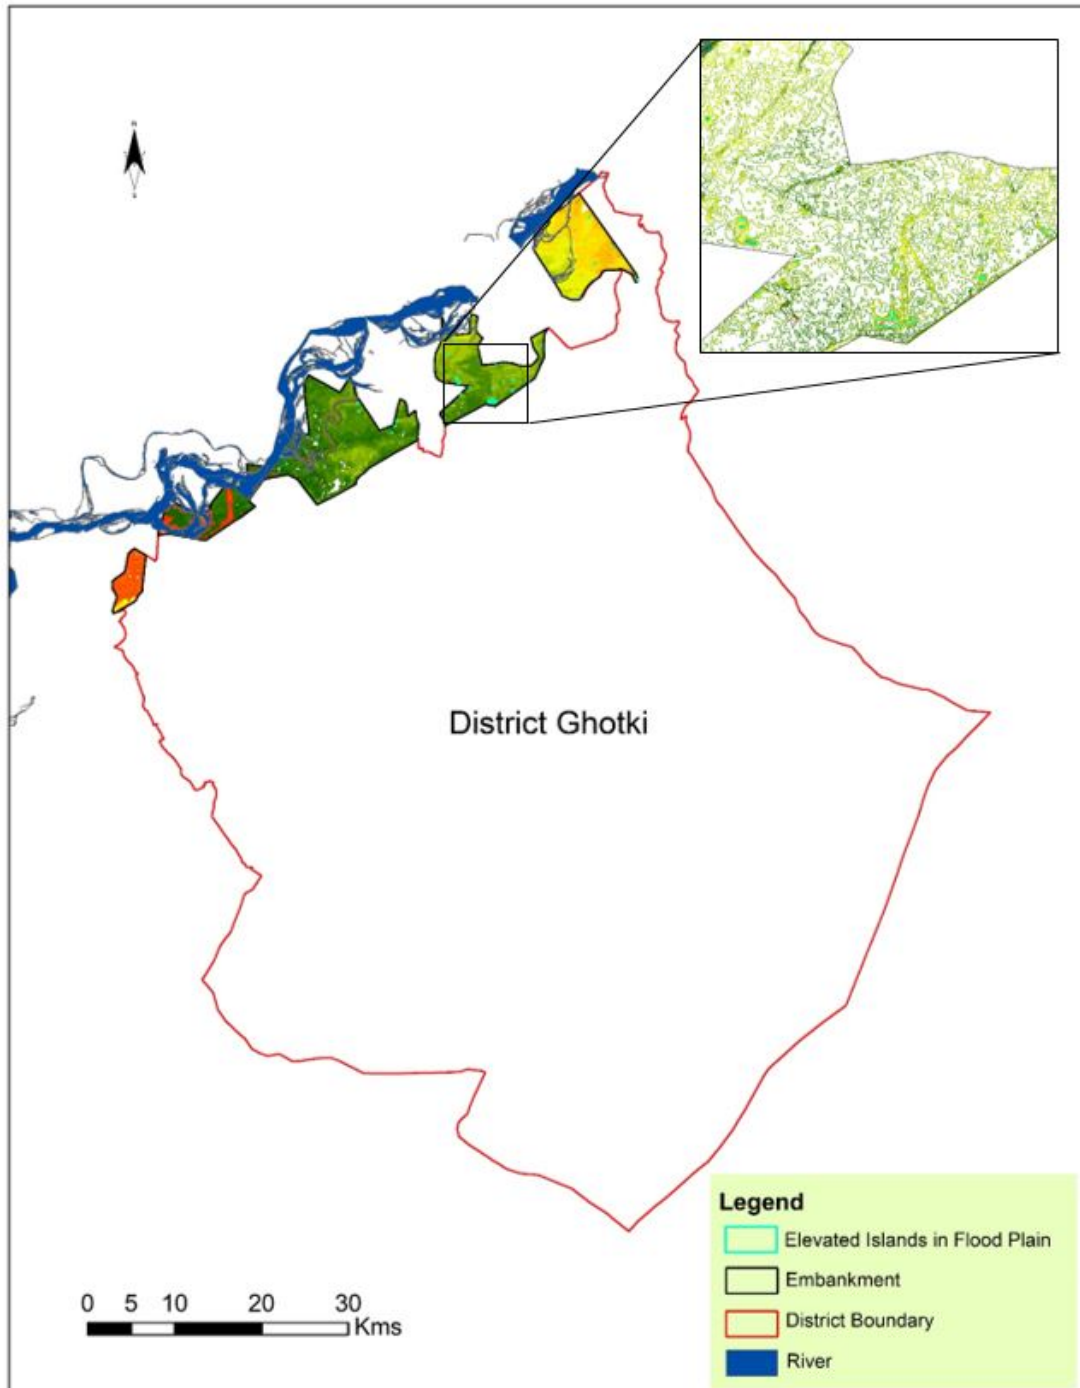 N
S
District Ghotki
Legend
Elevated Islands in Flood Plain
Embankment
District Boundary
River
0 5 10 20 30
Kms